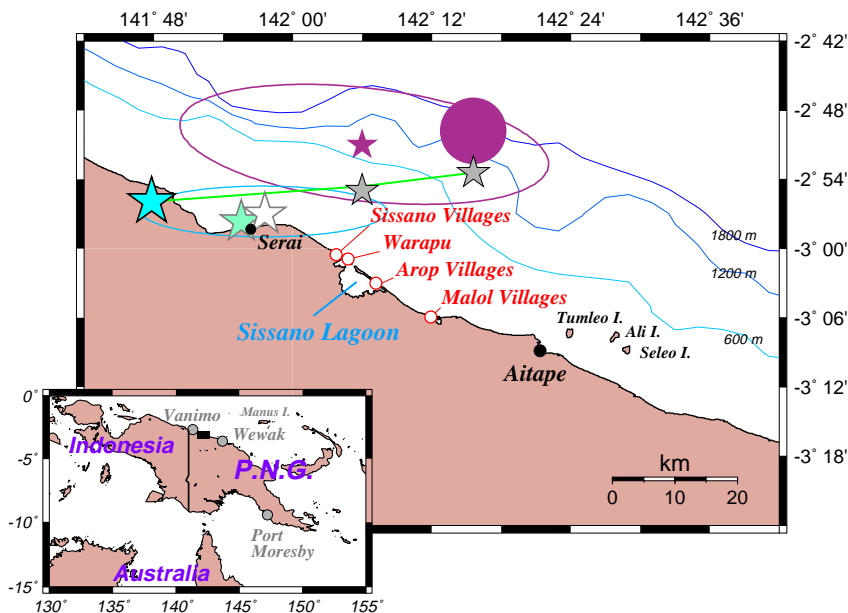 141˚ 48' 142˚ 00' 142˚ 12' 142˚ 24' 142˚ 36'
-2˚ 42'
-2˚ 48'
-2˚ 54'
Sissano Villages
Serai
Warapu
1800 m
-3˚ 00'
Arop Villages
1200 m
Malol Villages
Sissano Lagoon
Tumleo I.
-3˚ 06'
Ali I.
600 m
Seleo I.
Aitape
-3˚ 12'
-3˚ 18'
km
0 10 20
0˚
-5˚
-10˚
-15˚
Vanimo
Manus I.
Wewak
Indonesia
P.N.G.
Port
Moresby
Australia
130˚ 135˚ 140˚ 145˚ 150˚ 155˚